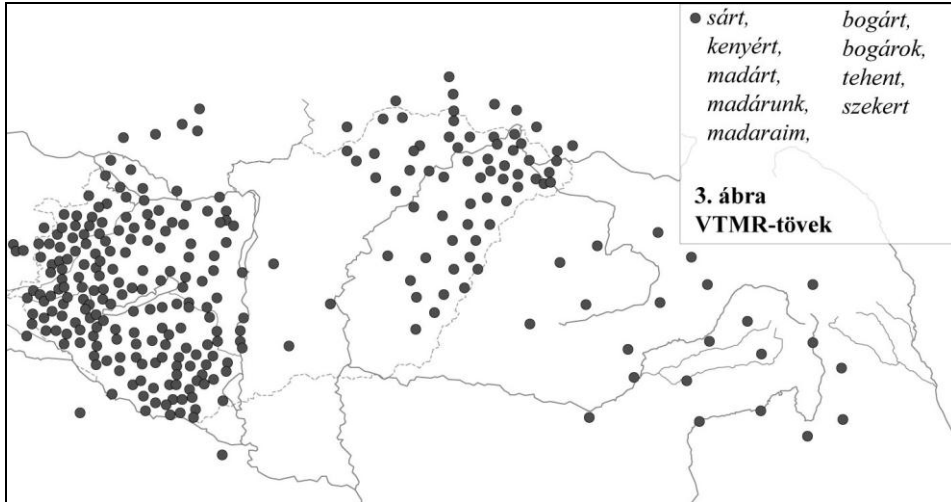 sárt,
kenyért,
madárt,
madárunk,
madaraim,
bogárt,
bogárok,
tehent,
szekert
3. ábra
VTMR-tövek